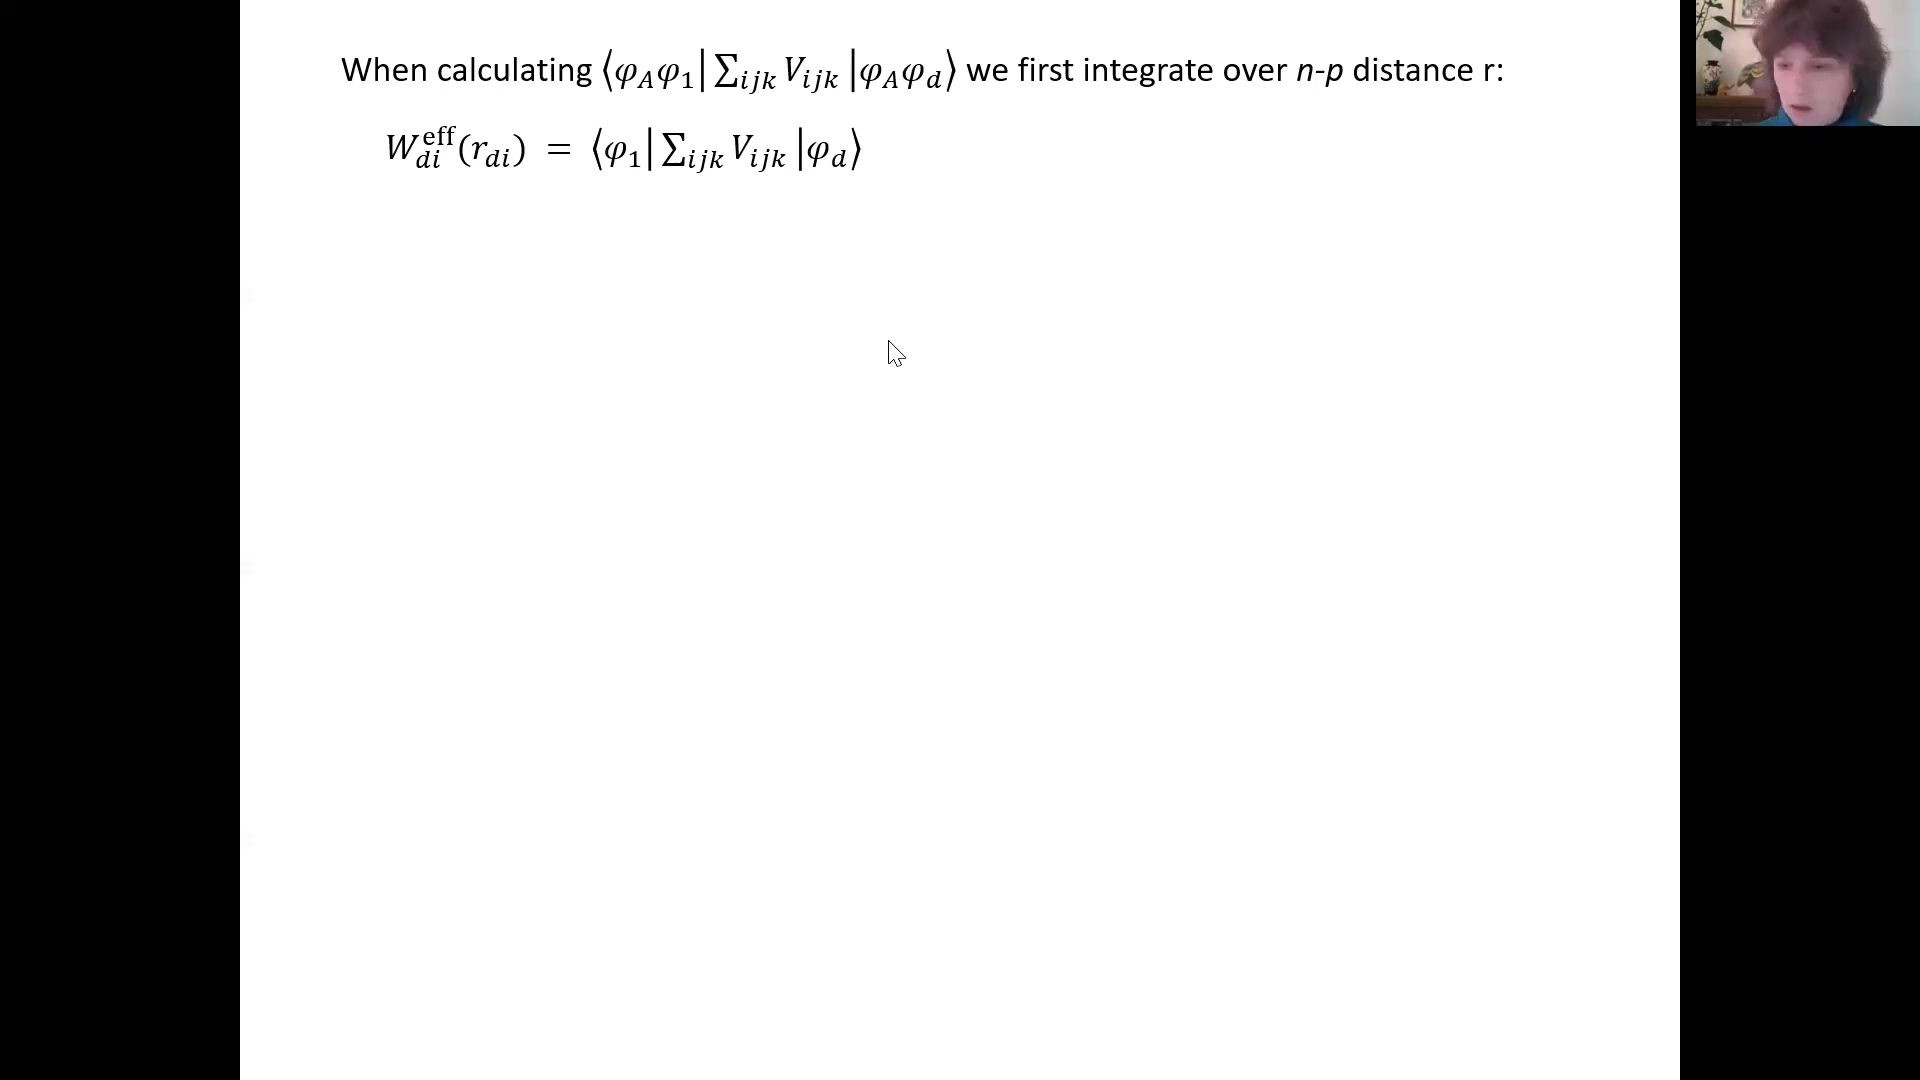 When calculating ⟨φ_A φ_1|∑_{ijk} V_{ijk}|φ_A φ_d⟩ we first integrate over n-p distance r:
W_{di}^{eff}(r_{di}) = ⟨φ_1|∑_{ijk} V_{ijk}|φ_d⟩